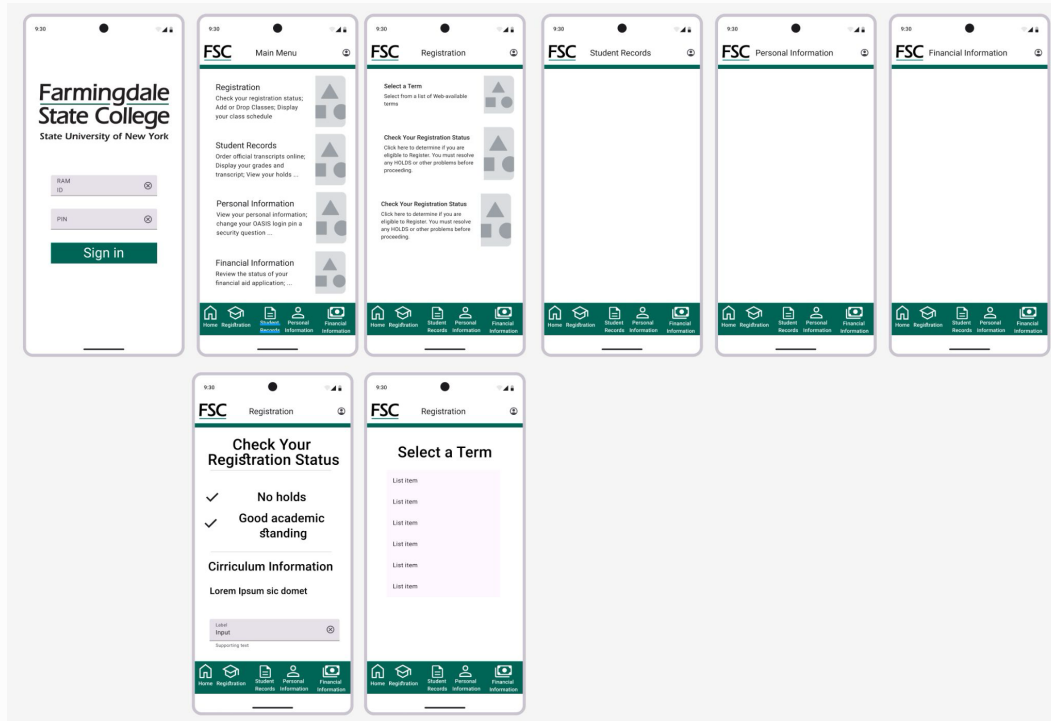 9:30
Farmingdale
State College
State University of New York
RAM
ID
PIN
Sign in
9:30
FSC
Main Menu
Registration
Check your registration status;
Add or Drop Classes; Display
your class schedule
Student Records
Order official transcripts online;
Display your grades and
transcript; View your holds ...
Personal Information
View your personal information;
change your OASIS login pin a
security question ...
Financial Information
Review the status of your
financial aid application; ...
Home Registration Student Records Personal Information Financial Information
9:30
FSC
Registration
Select a Term
Select from a list of Web-available
terms
Check Your Registration Status
Click here to determine if you are
eligible to Register. You must resolve
any HOLDS or other problems before
proceeding.
Check Your Registration Status
Click here to determine if you are
eligible to Register. You must resolve
any HOLDS or other problems before
proceeding.
Home Registration Student Records Personal Information Financial Information
9:30
FSC
Student Records
Home Registration Student Records Personal Information Financial Information
9:30
FSC
Personal Information
Home Registration Student Records Personal Information Financial Information
9:30
FSC
Financial Information
Home Registration Student Records Personal Information Financial Information
9:30
FSC
Registration
Check Your
Registration Status
No holds
Good academic
standing
Cirriculum Information
Lorem Ipsum sic domet
Label
Input
Supporting text
Home Registration Student Records Personal Information Financial Information
9:30
FSC
Registration
Select a Term
List item
List item
List item
List item
List item
List item
Home Registration Student Records Personal Information Financial Information